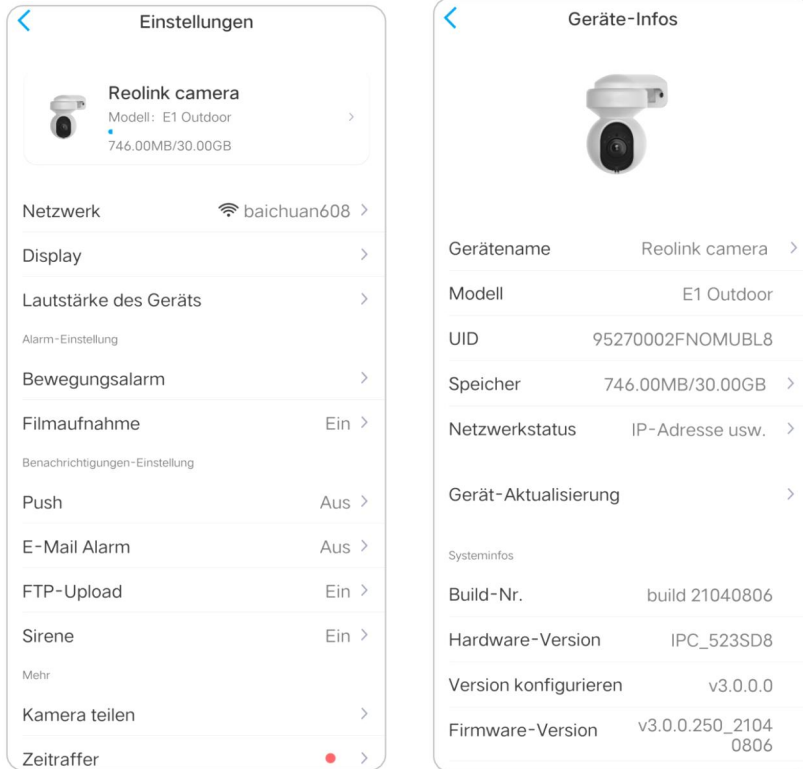 Einstellungen
Reolink camera
Modell: E1 Outdoor
746.00MB/30.00GB
Netzwerk baichuan608
Display
Lautstärke des Geräts
Alarm-Einstellung
Bewegungsalarm
Filmaufnahme Ein
Benachrichtigungen-Einstellung
Push Aus
E-Mail Alarm Aus
FTP-Upload Ein
Sirene Ein
Mehr
Kamera teilen
Zeitraffer
Geräte-Infos
Gerätename Reolink camera
Modell E1 Outdoor
UID 95270002FNOMUBL8
Speicher 746.00MB/30.00GB
Netzwerkstatus IP-Adresse usw.
Gerät-Aktualisierung
Systeminfos
Build-Nr. build 21040806
Hardware-Version IPC_523SD8
Version konfigurieren v3.0.0.0
Firmware-Version v3.0.0.250_2104
0806